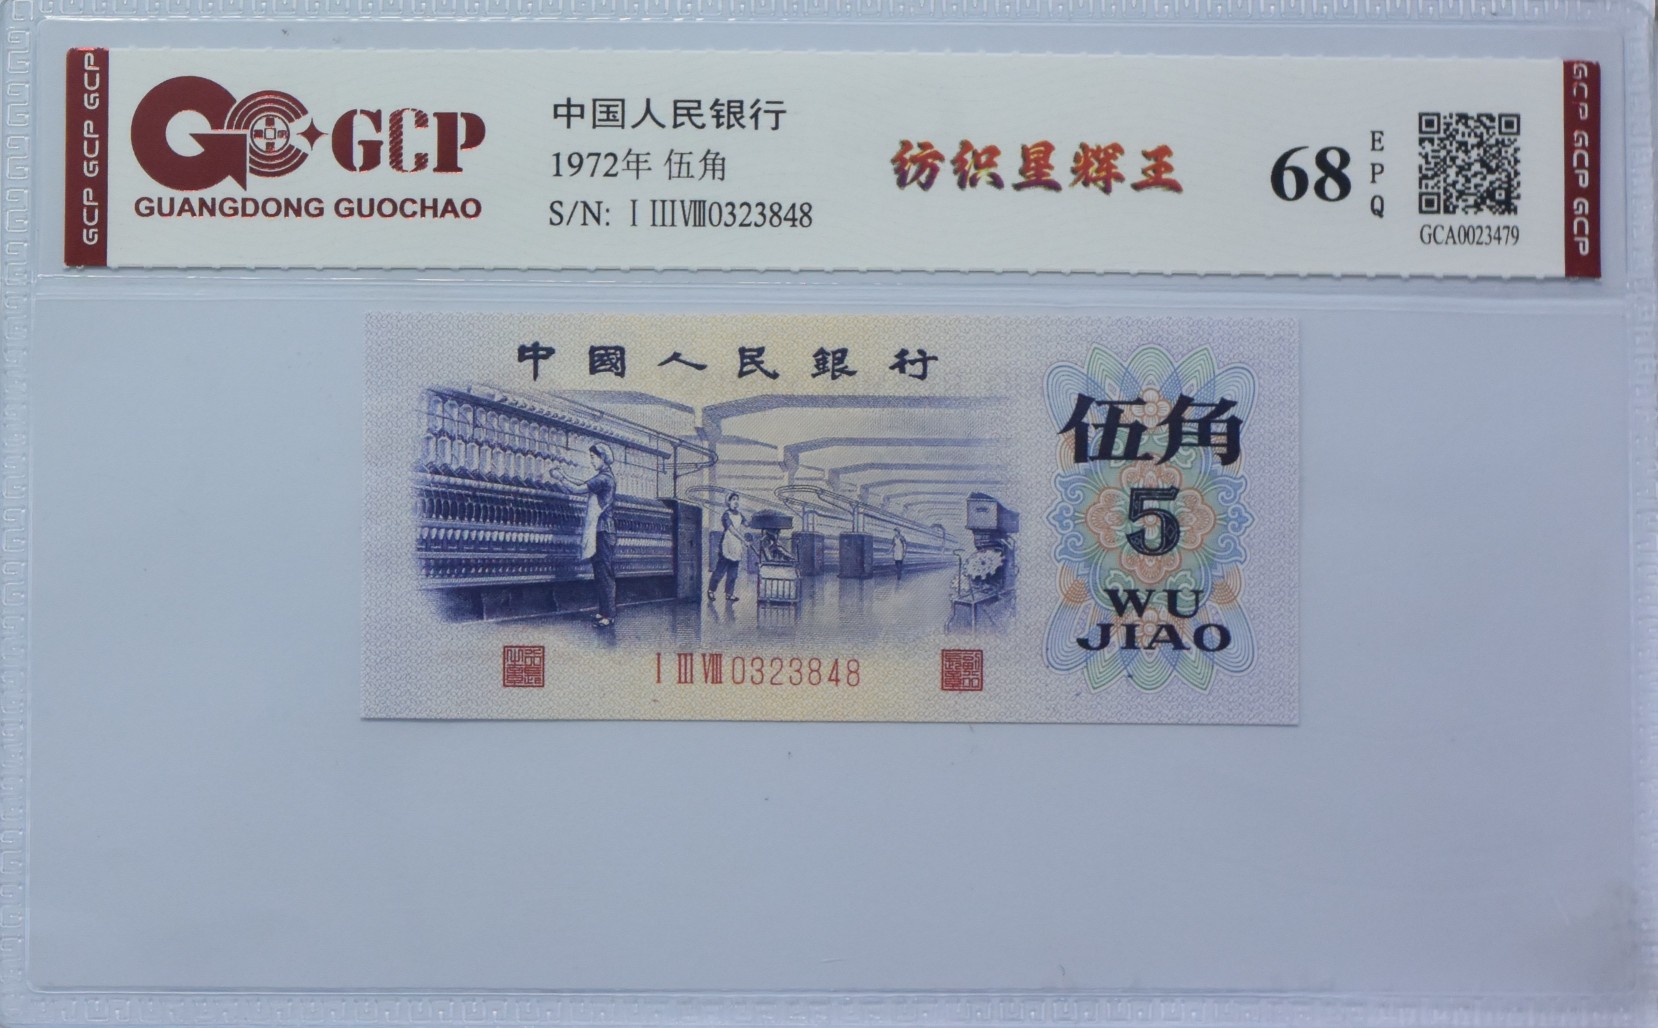 GCP GCP GCP
GCP
GUANGDONG GUOCHAO
中国人民银行
1972年 伍角
S/N: I III VIII 0323848
纺织星辉王
68
EPQ
GCA0023479
GCP GCP GCP
中國人民銀行
伍角
5
WU
JIAO
I III VIII 0323848